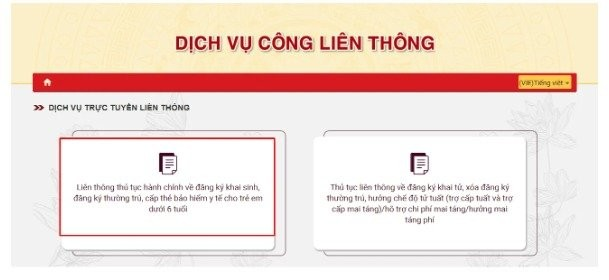 DỊCH VỤ CÔNG LIÊN THÔNG
(VIE)Tiếng việt
DỊCH VỤ TRỰC TUYẾN LIÊN THÔNG
Liên thông thủ tục hành chính về đăng ký khai sinh,
đăng ký thường trú, cấp thẻ bảo hiểm y tế cho trẻ em
dưới 6 tuổi
Thủ tục liên thông về đăng ký khai tử, xóa đăng ký
thường trú, hưởng chế độ tử tuất (trợ cấp tuất và trợ
cấp mai táng)/hỗ trợ chi phí mai táng/hưởng mai
táng phí